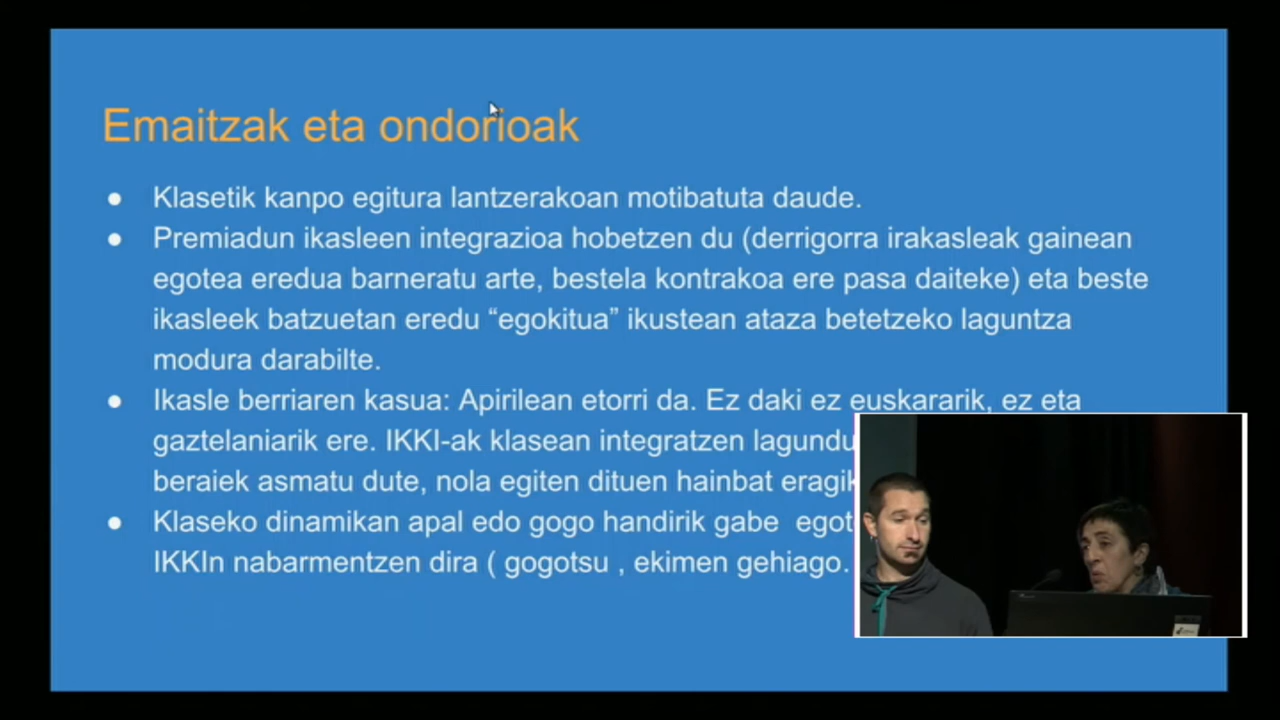 Emaitzak eta ondorioak
● Klasetik kanpo egitura lantzerakoan motibatuta daude.
● Premiadun ikasleen integrazioa hobetzen du (derrigorra irakasleak gainean
egotea eredua barneratu arte, bestela kontrakoa ere pasa daiteke) eta beste
ikasleek batzuetan eredu “egokitua” ikustean ataza betetzeko laguntza
modura darabilte.
● Ikasle berriaren kasua: Apirilean etorri da. Ez daki ez euskararik, ez eta
gaztelaniarik ere. IKKI-ak klasean integratzen lagundu
beraiek asmatu dute, nola egiten dituen hainbat
● Klaseko dinamikan apal edo gogo handirik gabe
IKKIn nabarmentzen dira ( gogotsu , ekimen gehiago.